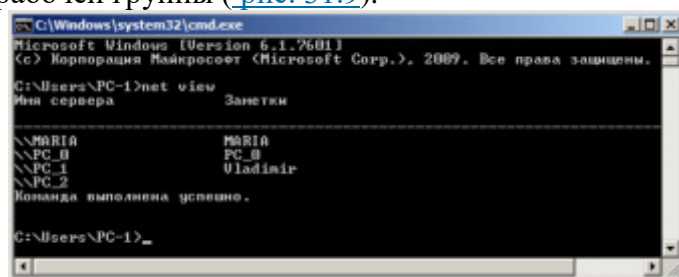 рабочей группы (рис. 31.9).
C:\Windows\system32\cmd.exe
Microsoft Windows [Version 6.1.7601]
(c) Корпорация Майкрософт (Microsoft Corp.), 2009. Все права защищены.
C:\Users\PC-1>net view
Имя сервера Заметки
-------------------------------------------------------------------------------
\\MARIA MARIA
\\PC_0 PC_0
\\PC_1 Vladimir
\\PC_2
Команда выполнена успешно.
C:\Users\PC-1>_